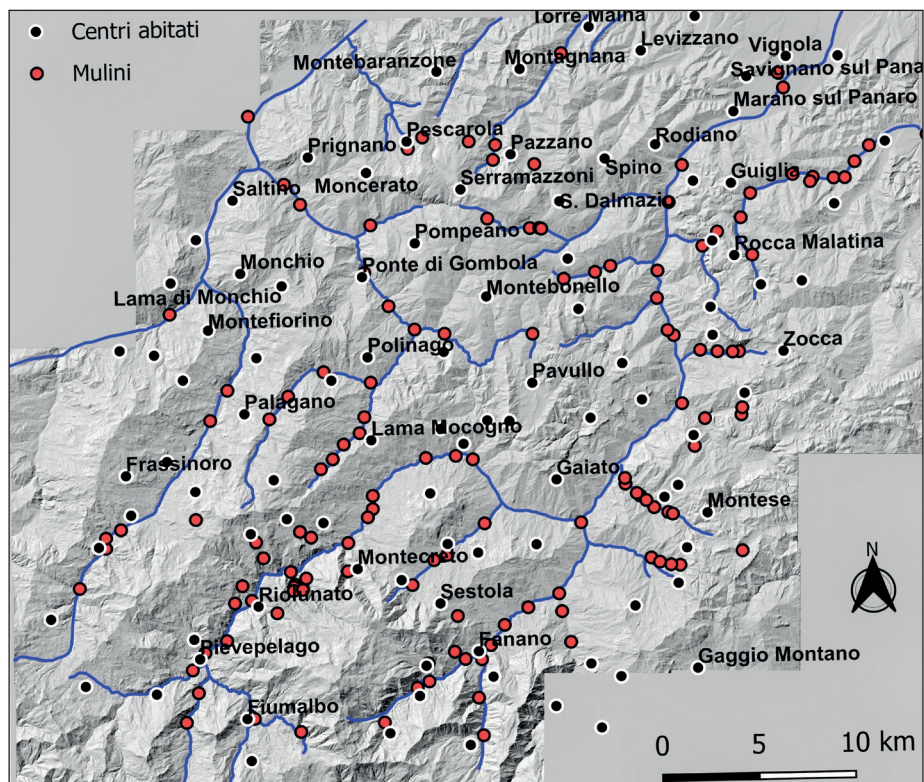 Centri abitati
Mulini
Torre Maina
Levizzano
Vignola
Montebaranzone
Montagnana
Savignano sul Pana
Marano sul Panaro
Pescarola
Prignano
Pazzano
Rodiano
Spino
Guiglia
Moncerato
Serramazzoni
Saltino
S. Dalmazio
Pompeano
Rocca Malatina
Monchio
Ponte di Gombola
Lama di Monchio
Montebonello
Montefiorino
Polinago
Zocca
Pavullo
Palagano
Lama Mocogno
Frassinoro
Gaiato
Montese
N
Montecreto
Riolunato
Sestola
Pievepelago
Fanano
Gaggio Montano
Fiumalbo
0 5 10 km